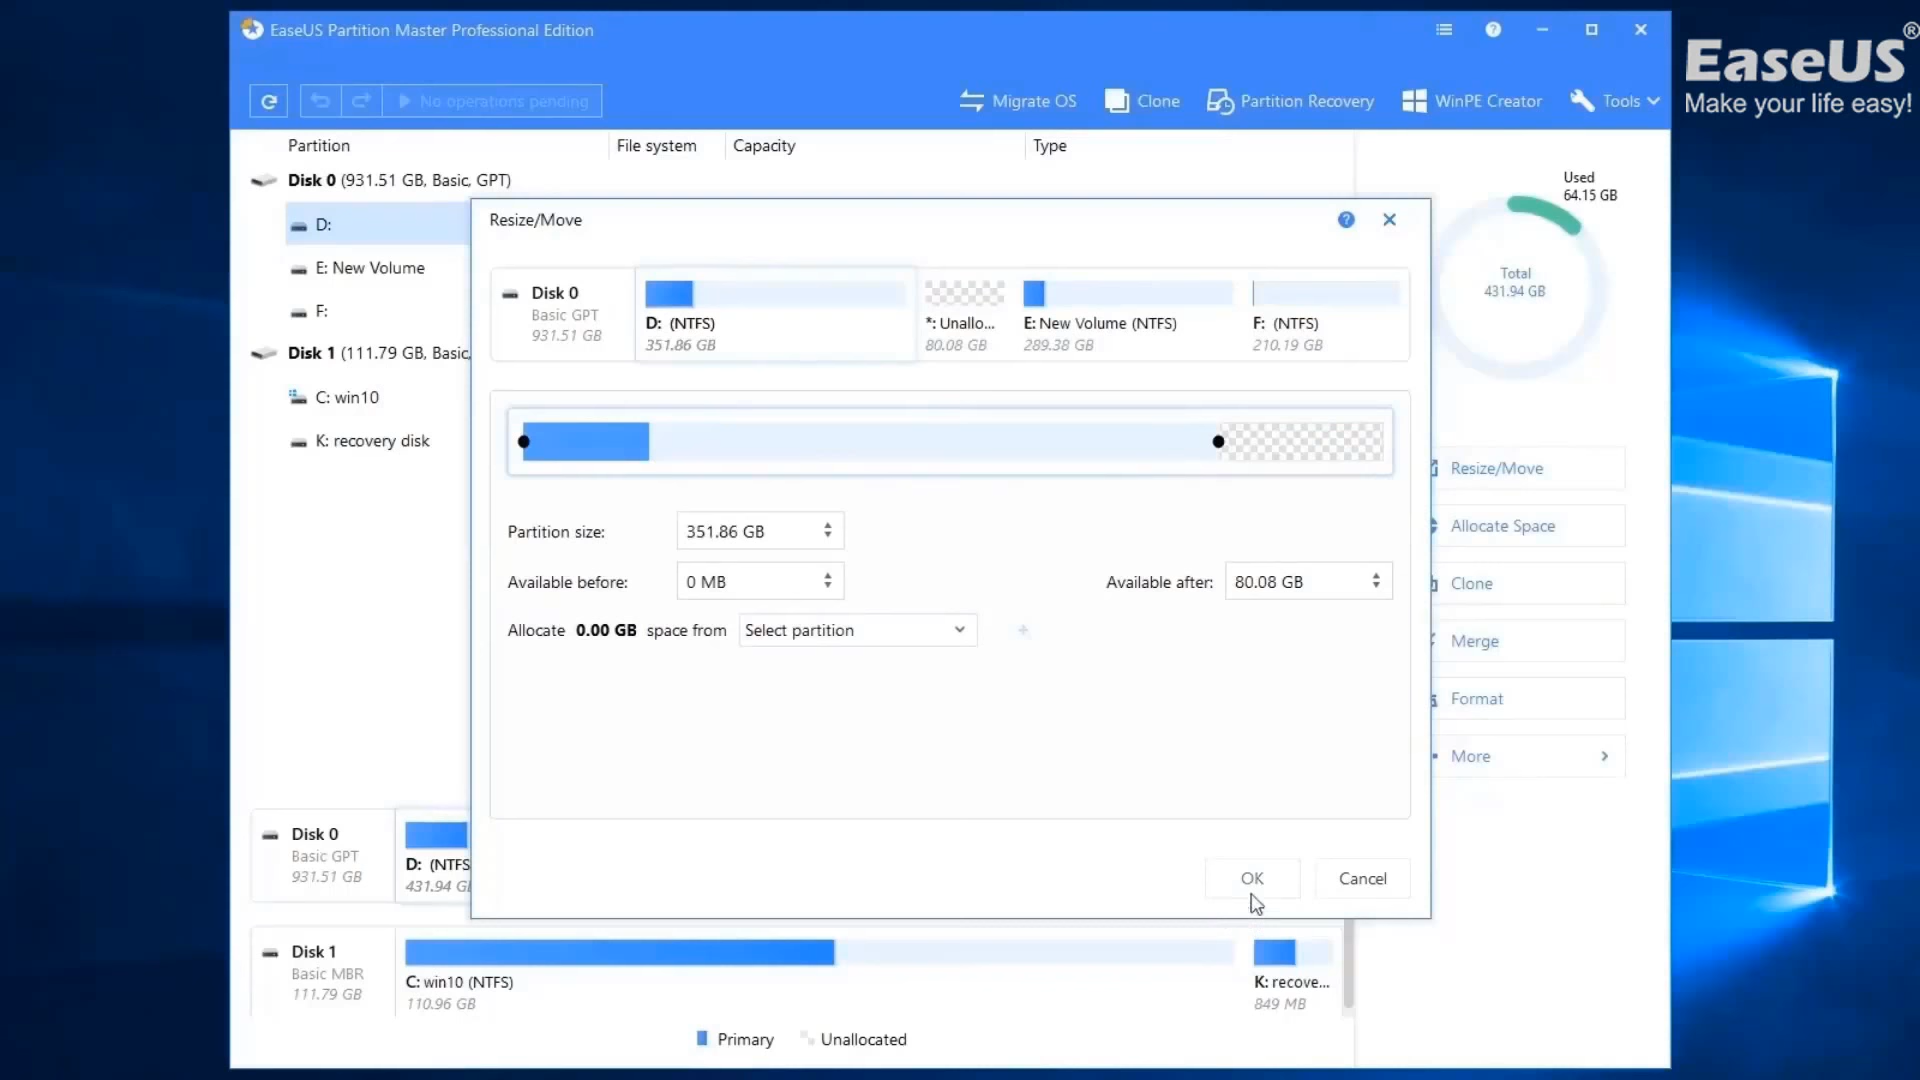 EaseUS Partition Master Professional Edition
EaseUS®
Make your life easy!
No operations pending
Migrate OS
Clone
Partition Recovery
WinPE Creator
Tools
Partition
File system
Capacity
Type
Disk 0 (931.51 GB, Basic, GPT)
D:
E: New Volume
F:
Disk 1 (111.79 GB, Basic,
C: win10
K: recovery disk
Used
64.15 GB
Total
431.94 GB
Resize/Move
Disk 0
Basic GPT
931.51 GB
D: (NTFS)
351.86 GB
*: Unallo...
80.08 GB
E: New Volume (NTFS)
289.38 GB
F: (NTFS)
210.19 GB
Partition size:
351.86 GB
Available before:
0 MB
Available after:
80.08 GB
Allocate 0.00 GB space from
Select partition
OK
Cancel
Resize/Move
Allocate Space
Clone
Merge
Format
More
Disk 0
Basic GPT
931.51 GB
D: (NTFS
431.94 G
Disk 1
Basic MBR
111.79 GB
C: win10 (NTFS)
110.96 GB
K: recove...
849 MB
Primary
Unallocated